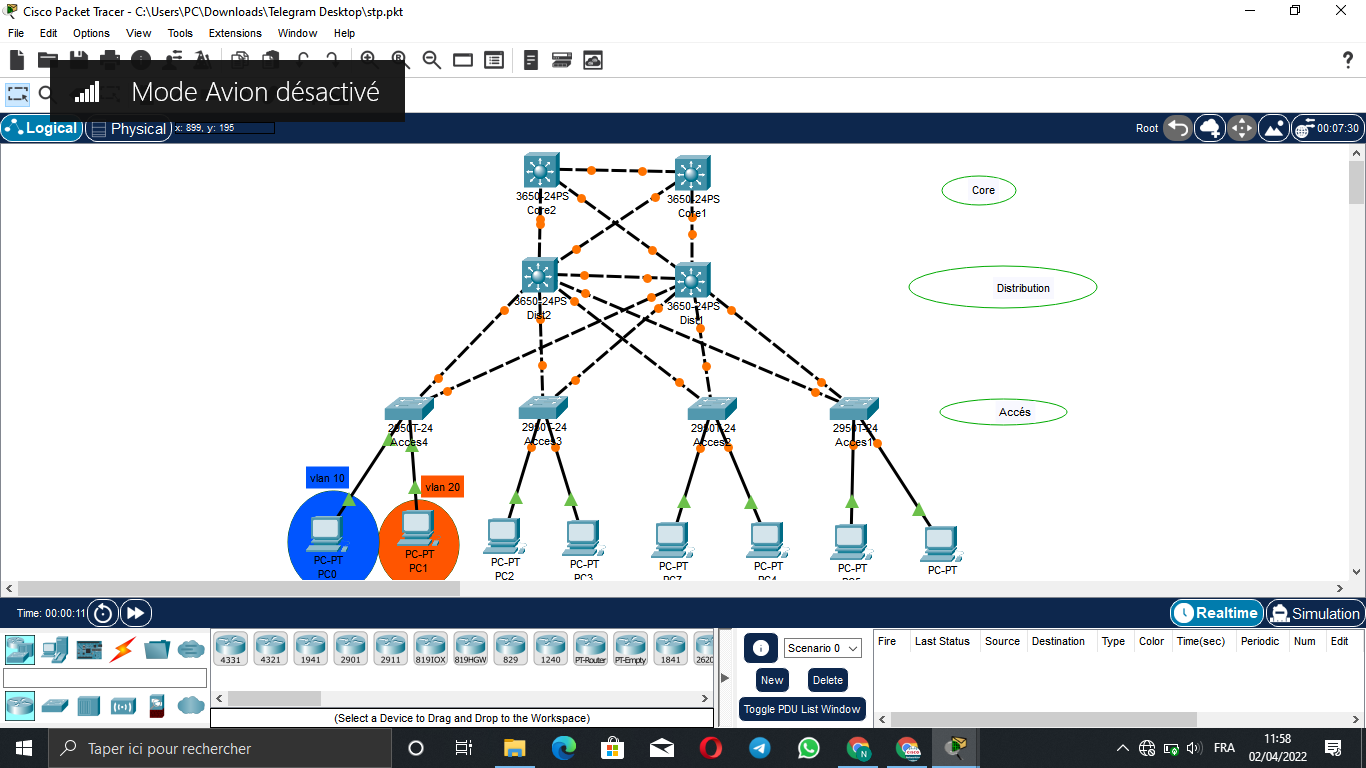 Cisco Packet Tracer - C:\Users\PC\Downloads\Telegram Desktop\stp.pkt
File Edit Options View Tools Extensions Window Help
Mode Avion désactivé
Logical Physical x: 899, y: 195 Root 00:07:30
3650-24PS
Core2
3650-24PS
Core1
Core
3650-24PS
Dist2
3650-24PS
Dist1
Distribution
2950T-24
Acces4
2950T-24
Acces3
2950T-24
Acces2
2950T-24
Acces1
Accés
vlan 10
vlan 20
PC-PT
PC0
PC-PT
PC1
PC-PT
PC2
PC-PT
PC3
PC-PT
PC7
PC-PT
PC4
PC-PT
PC-PT
Time: 00:00:11 Realtime Simulation
4331 4321 1941 2901 2911 819IOX 819HGW 829 1240 PT-Router PT-Empty 1841 2620
(Select a Device to Drag and Drop to the Workspace)
Scenario 0
New Delete
Toggle PDU List Window
Fire Last Status Source Destination Type Color Time(sec) Periodic Num Edit
Taper ici pour rechercher
FRA
11:58
02/04/2022